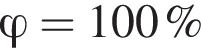 φ = 100 %